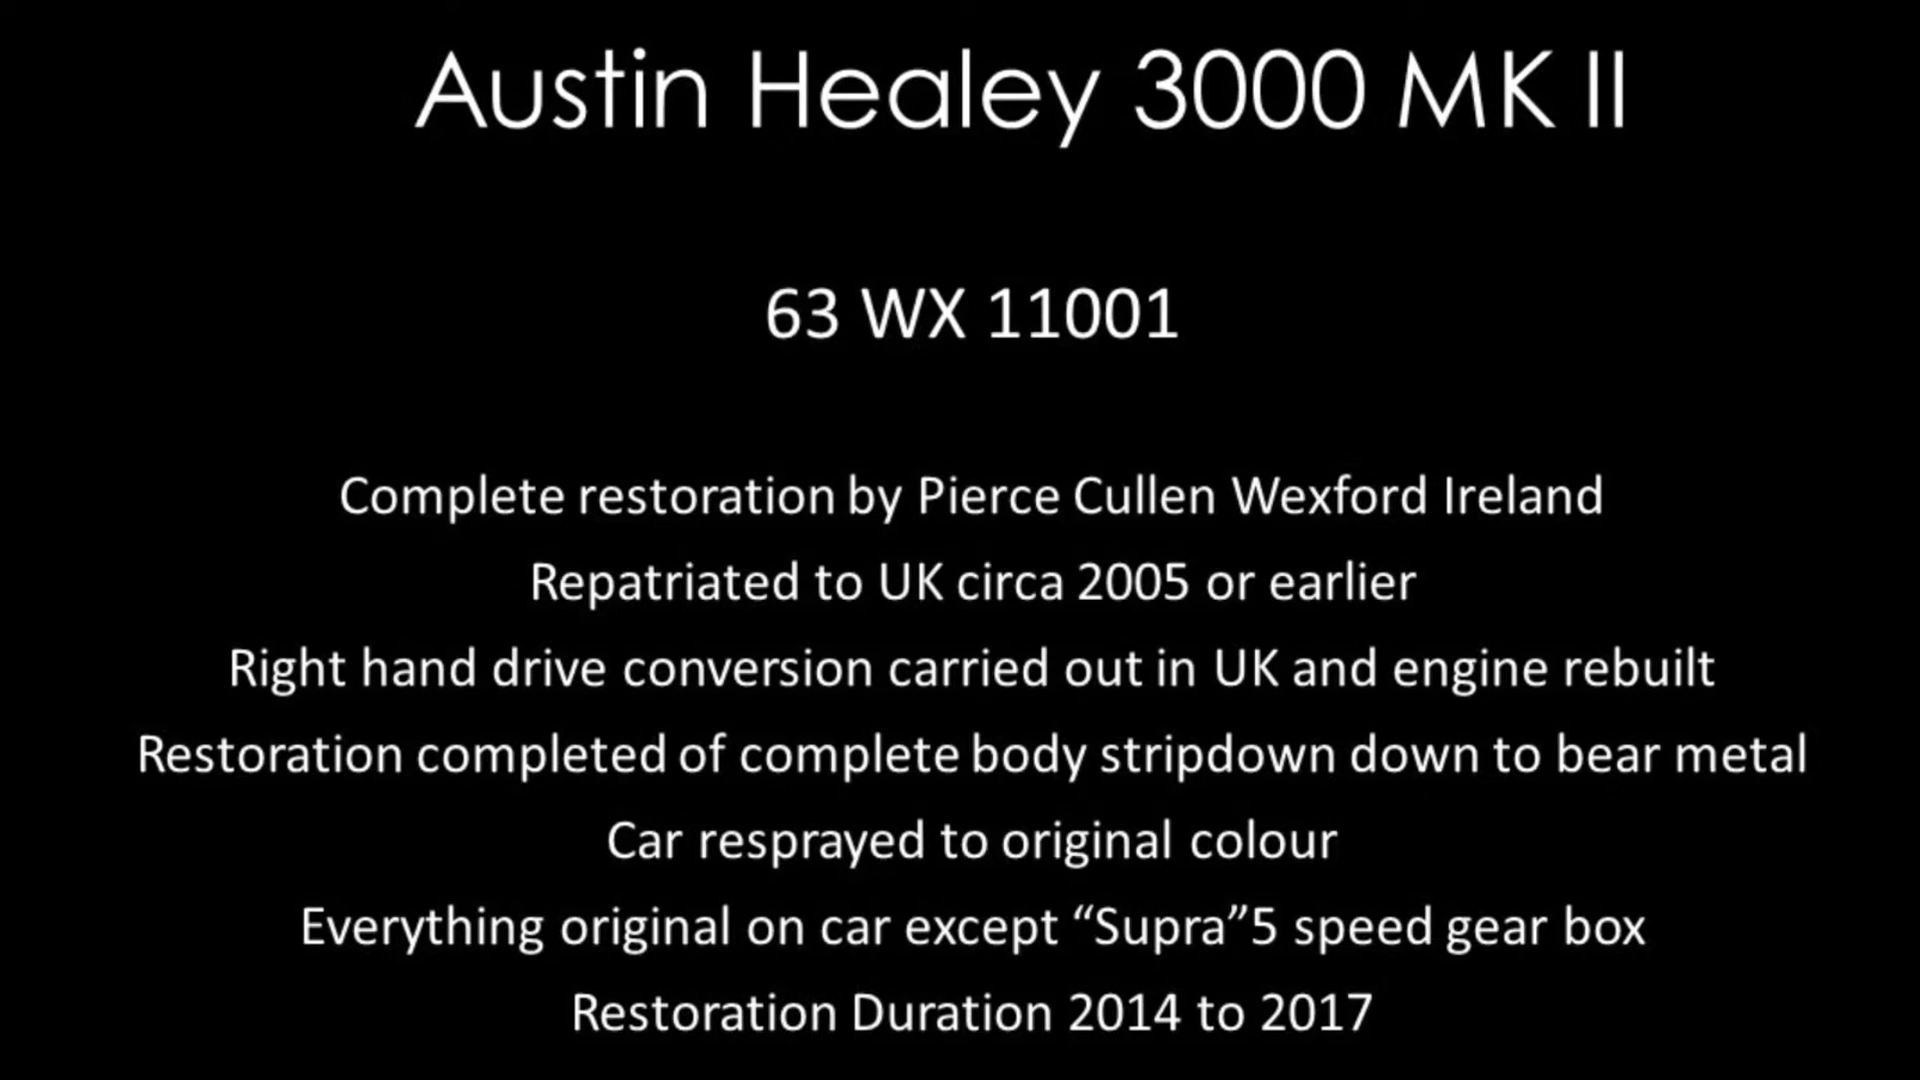 Austin Healey 3000 MK II
63 WX 11001
Complete restoration by Pierce Cullen Wexford Ireland
Repatriated to UK circa 2005 or earlier
Right hand drive conversion carried out in UK and engine rebuilt
Restoration completed of complete body stripdown down to bear metal
Car resprayed to original colour
Everything original on car except “Supra”5 speed gear box
Restoration Duration 2014 to 2017